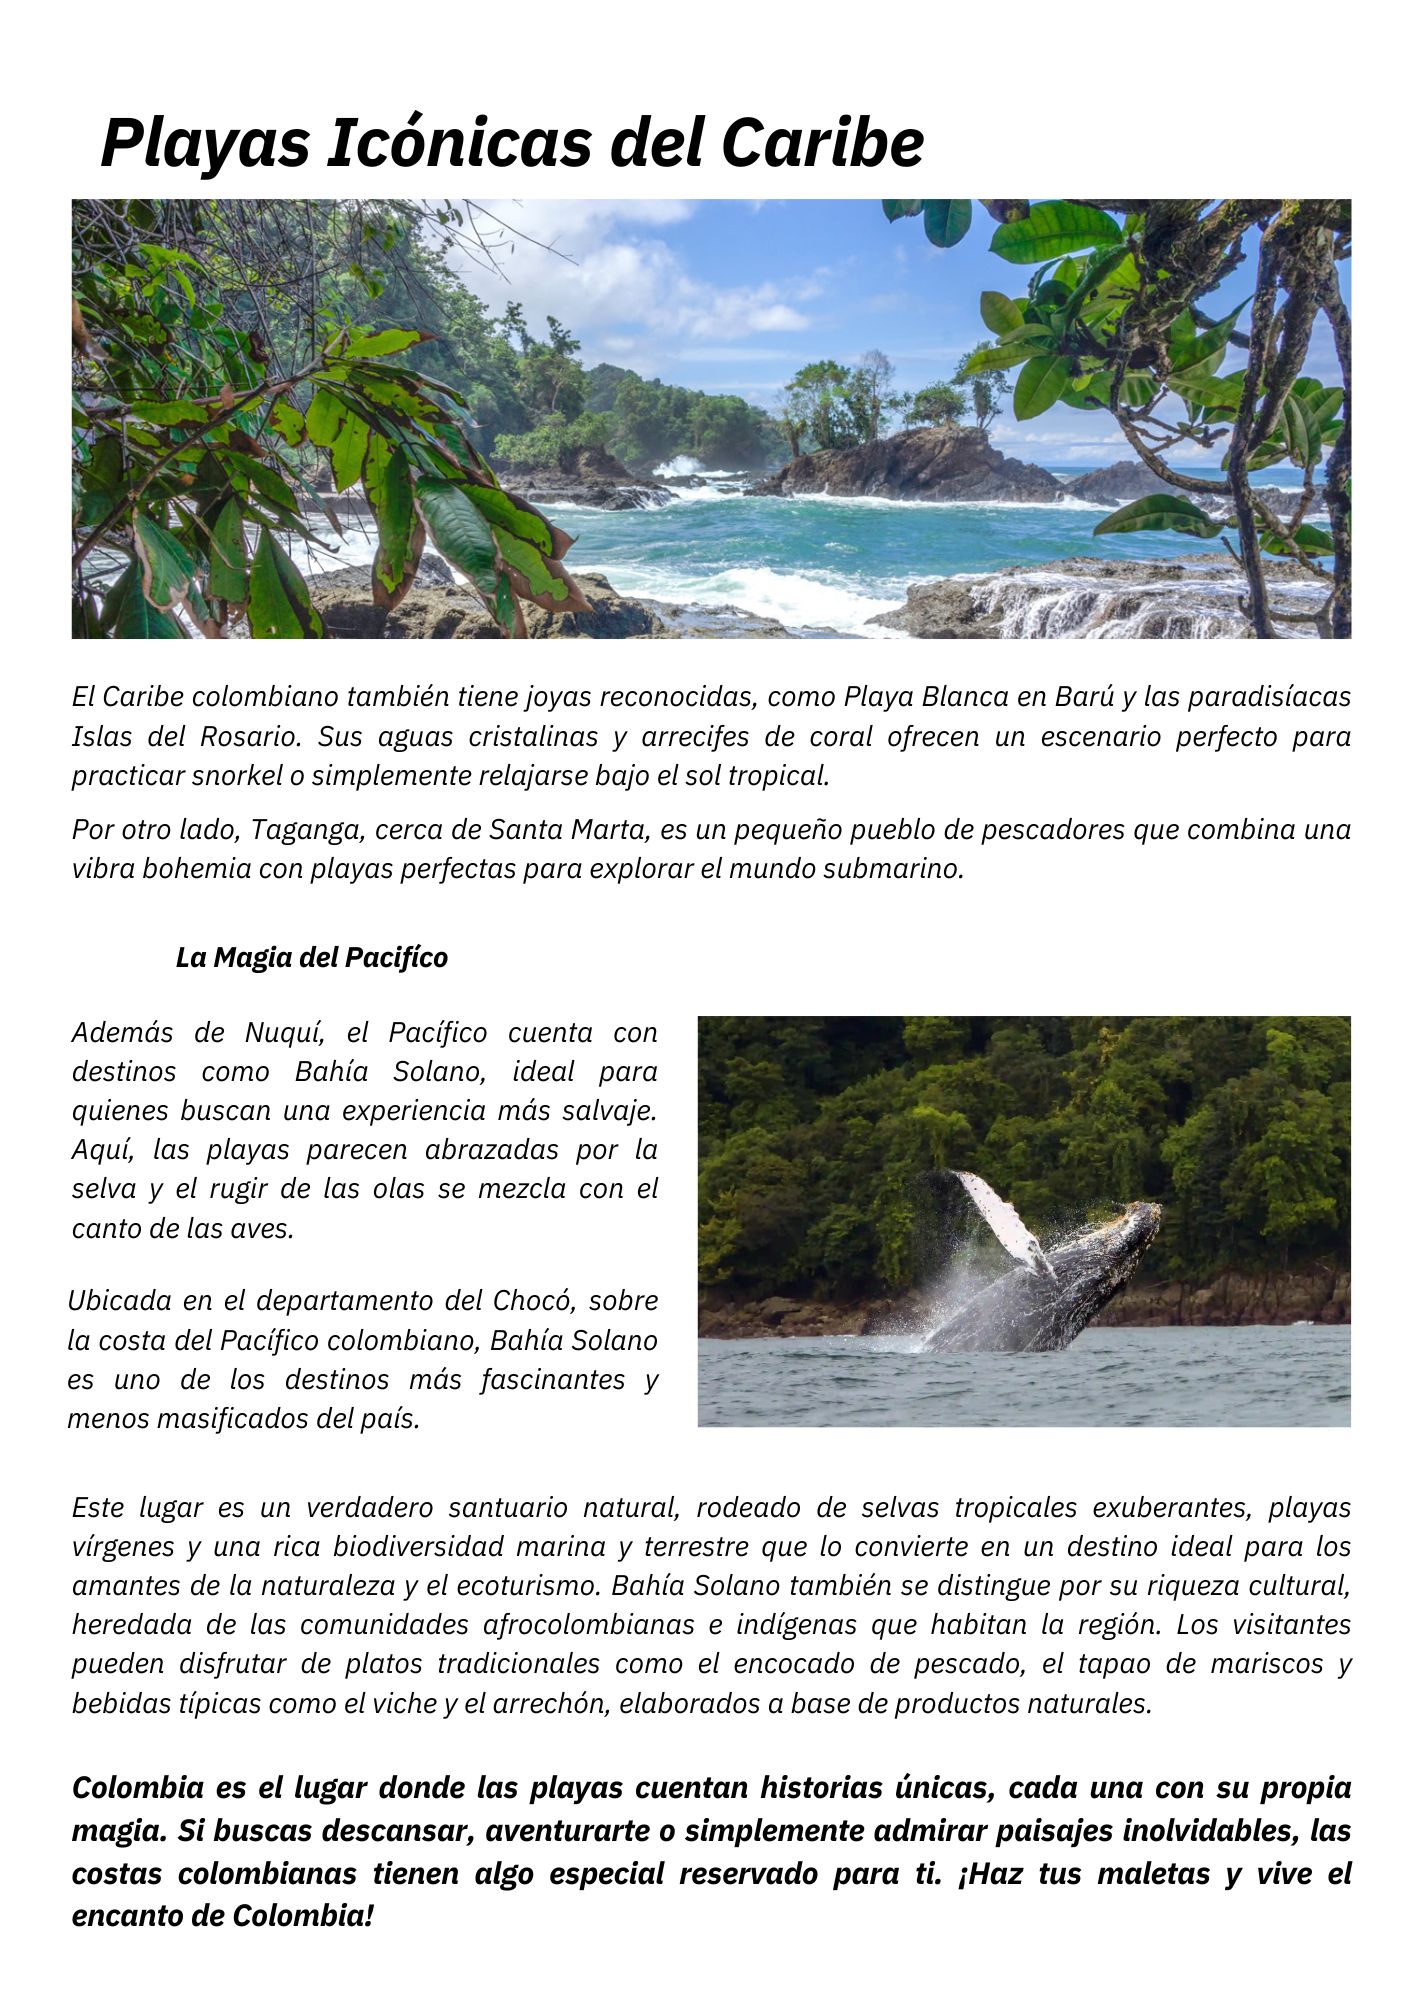 Playas Icónicas del Caribe
El Caribe colombiano también tiene joyas reconocidas, como Playa Blanca en Barú y las paradisíacas
Islas del Rosario. Sus aguas cristalinas y arrecifes de coral ofrecen un escenario perfecto para
practicar snorkel o simplemente relajarse bajo el sol tropical.
Por otro lado, Taganga, cerca de Santa Marta, es un pequeño pueblo de pescadores que combina una
vibra bohemia con playas perfectas para explorar el mundo submarino.
La Magia del Pacifíco
Además de Nuquí, el Pacífico cuenta con
destinos como Bahía Solano, ideal para
quienes buscan una experiencia más salvaje.
Aquí, las playas parecen abrazadas por la
selva y el rugir de las olas se mezcla con el
canto de las aves.
Ubicada en el departamento del Chocó, sobre
la costa del Pacífico colombiano, Bahía Solano
es uno de los destinos más fascinantes y
menos masificados del país.
Este lugar es un verdadero santuario natural, rodeado de selvas tropicales exuberantes, playas
vírgenes y una rica biodiversidad marina y terrestre que lo convierte en un destino ideal para los
amantes de la naturaleza y el ecoturismo. Bahía Solano también se distingue por su riqueza cultural,
heredada de las comunidades afrocolombianas e indígenas que habitan la región. Los visitantes
pueden disfrutar de platos tradicionales como el encocado de pescado, el tapao de mariscos y
bebidas típicas como el viche y el arrechón, elaborados a base de productos naturales.
Colombia es el lugar donde las playas cuentan historias únicas, cada una con su propia
magia. Si buscas descansar, aventurarte o simplemente admirar paisajes inolvidables, las
costas colombianas tienen algo especial reservado para ti. ¡Haz tus maletas y vive el
encanto de Colombia!